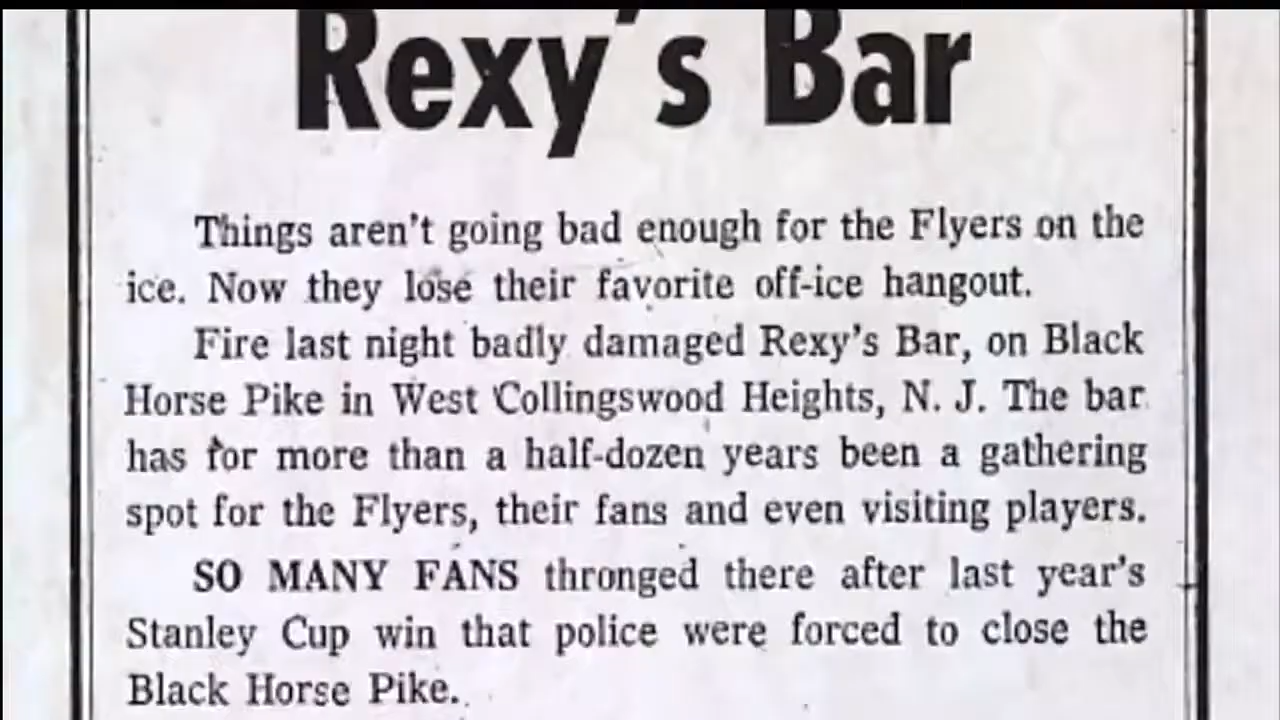 Rexy's Bar
Things aren't going bad enough for the Flyers on the
ice. Now they lose their favorite off-ice hangout.
Fire last night badly damaged Rexy's Bar, on Black
Horse Pike in West Collingswood Heights, N. J. The bar
has for more than a half-dozen years been a gathering
spot for the Flyers, their fans and even visiting players.
SO MANY FANS thronged there after last year's
Stanley Cup win that police were forced to close the
Black Horse Pike.